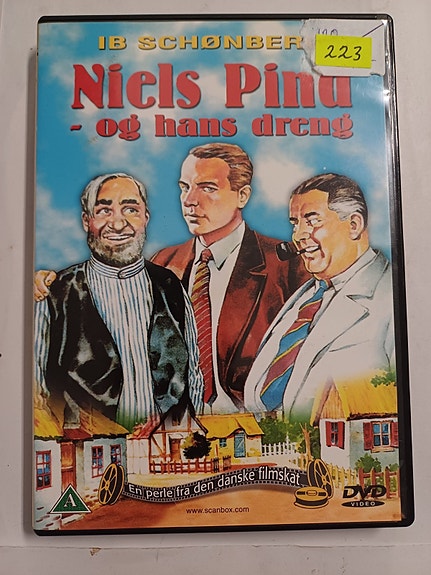 IB SCHØNBER
223
Niels Pind
- og hans dreng
A
En perle fra den danske filmskat
DVD
VIDEO
www.scanbox.com